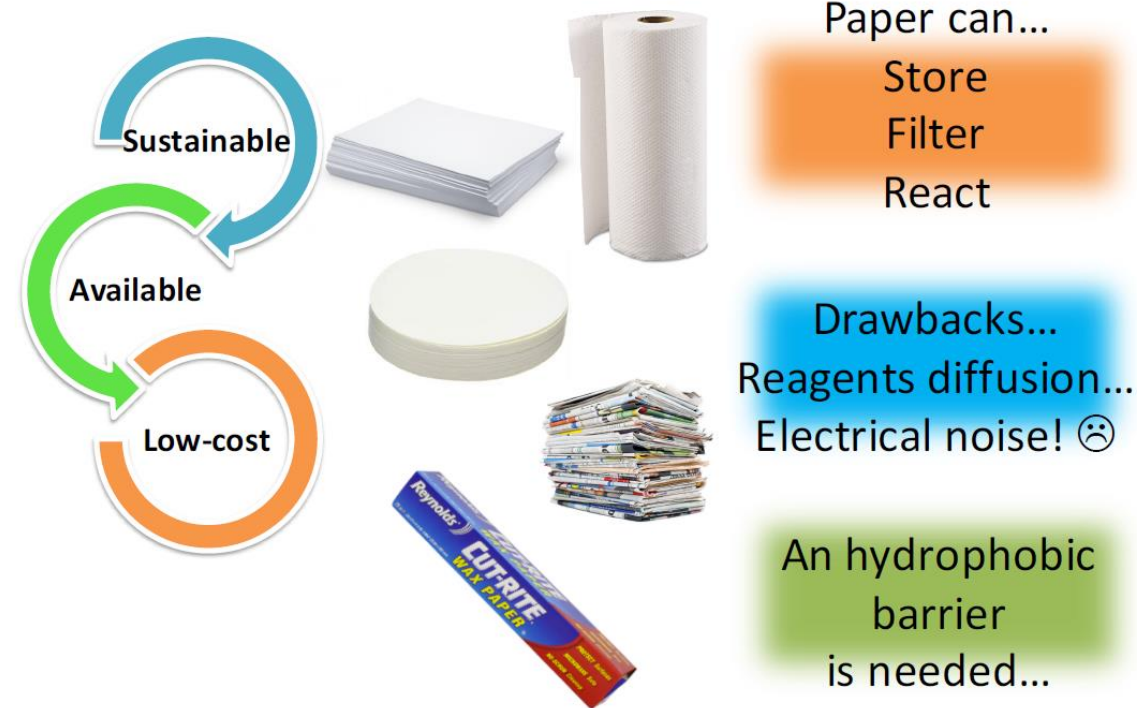 Sustainable
Available
Low-cost
Reynolds
CUT-RITE
WAX PAPER
Paper can...
Store
Filter
React
Drawbacks...
Reagents diffusion...
Electrical noise! ☹
An hydrophobic
barrier
is needed...